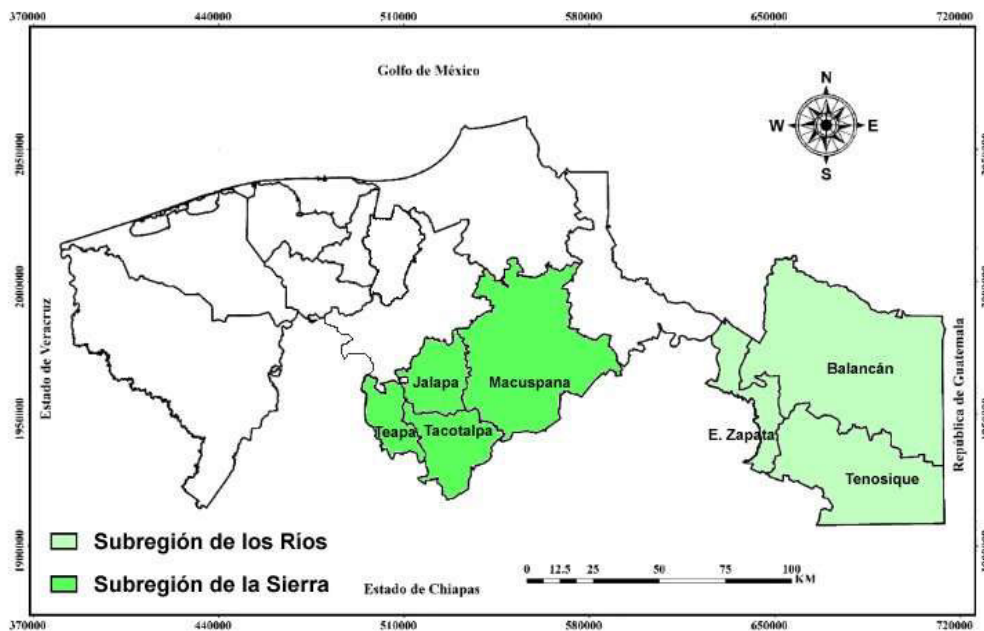 370000 440000 510000 580000 650000 720000
Golfo de México
N
W E
S
2050000
2000000
1950000
1900000
Estado de Veracruz
República de Guatemala
Balancán
Jalapa Macuspana
Teapa Tacotalpa E. Zapata
Tenosique
Subregión de los Ríos
Subregión de la Sierra
0 12.5 25 50 75 100
KM
Estado de Chiapas
370000 440000 510000 580000 650000 720000